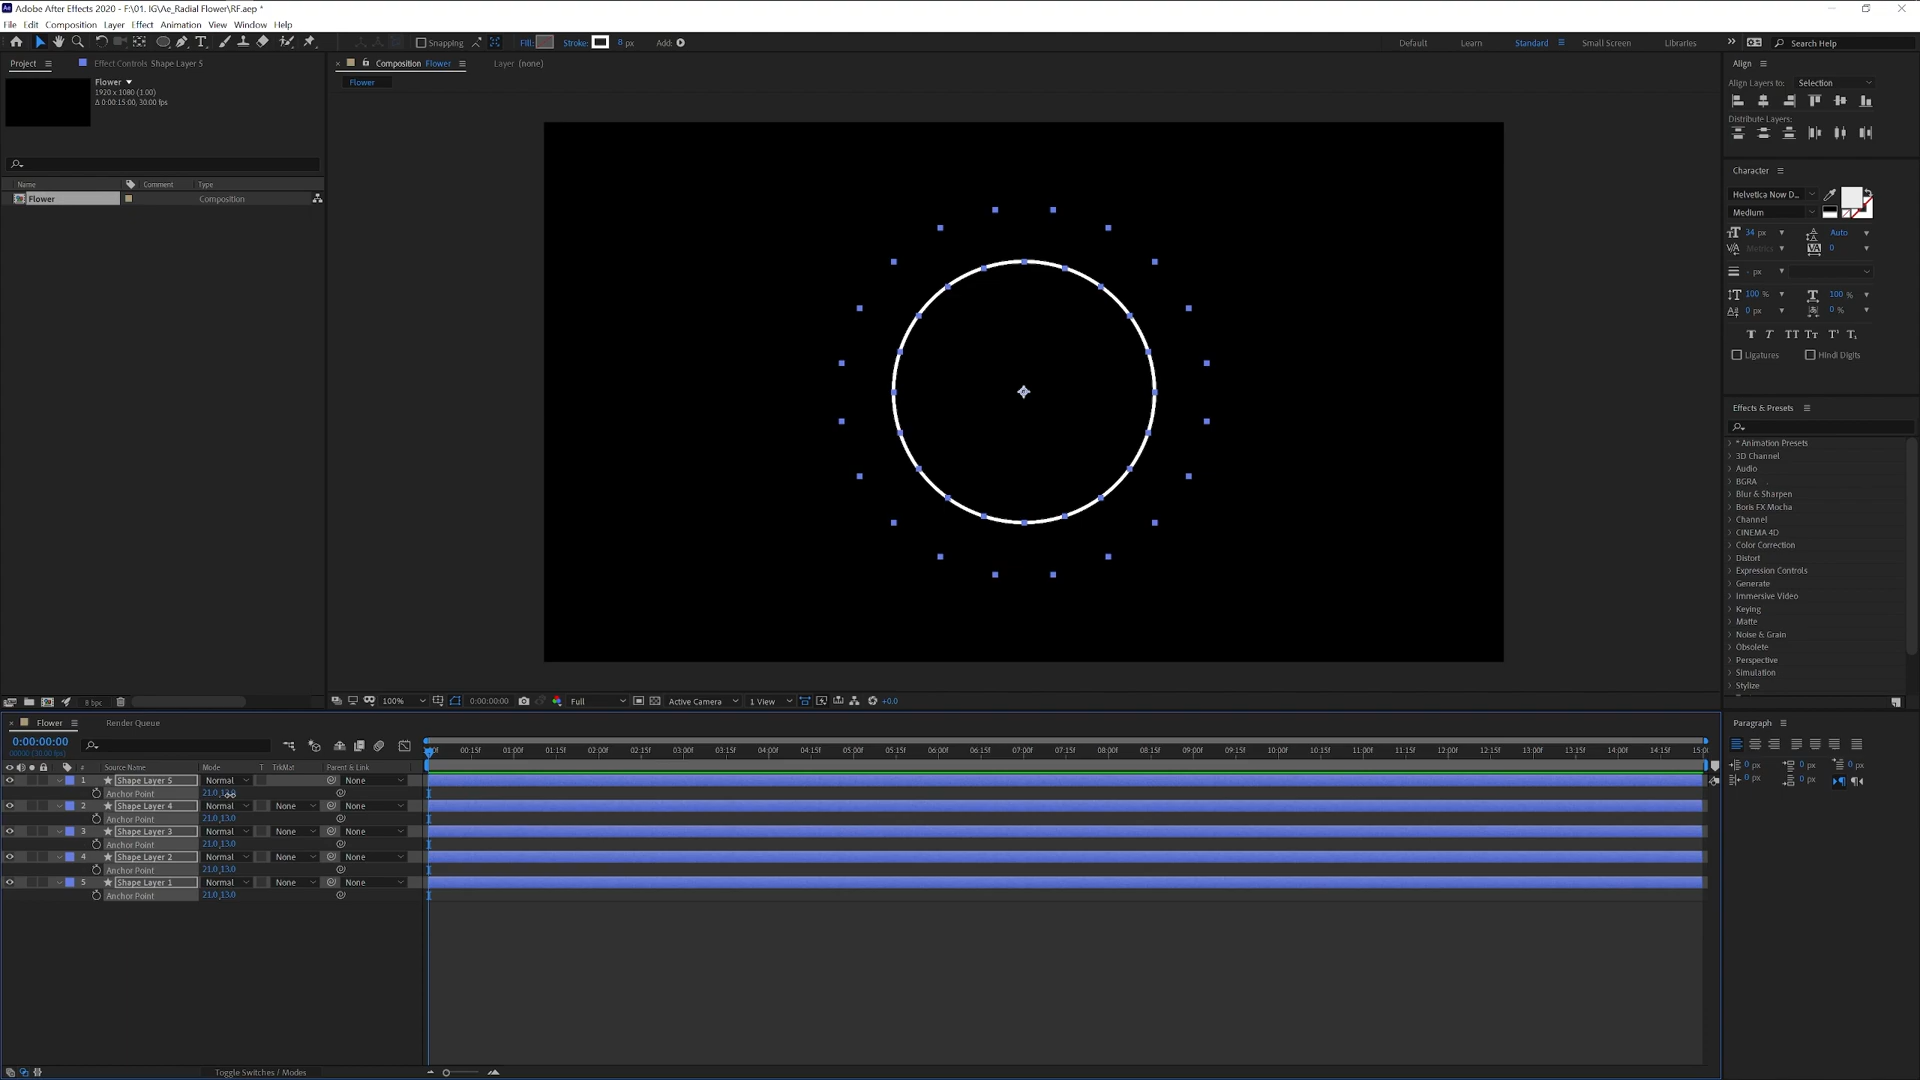 Adobe After Effects 2020 - F:\01. IG\Ae_Radial Flower\RF.aep *
File Edit Composition Layer Effect Animation View Window Help
Snapping Fill: Stroke: 8 px Add:
Default Learn Standard Small Screen Libraries Search Help
Project Effect Controls Shape Layer 5
Composition Flower Layer (none)
Flower
Flower
1920 x 1080 (1.00)
Δ 0:00:15:00, 30.00 fps
Name Comment Type
Flower Composition
8 bpc
100% 0:00:00:00 Full Active Camera 1 View +0.0
Align
Align Layers to: Selection
Distribute Layers:
Character
Helvetica Now D...
Medium
34 px Auto
Metrics 0
- px
100 % 100 %
0 px 0 %
T T TT Tт T¹ T₁
Ligatures Hindi Digits
Effects & Presets
* Animation Presets
3D Channel
Audio
BGRA
Blur & Sharpen
Boris FX Mocha
Channel
CINEMA 4D
Color Correction
Distort
Expression Controls
Generate
Immersive Video
Keying
Matte
Noise & Grain
Obsolete
Perspective
Simulation
Stylize
Paragraph
0 px 0 px 0 px
0 px 0 px
Flower Render Queue
0:00:00:00
00000 (30.00 fps)
00:15f 01:00f 01:15f 02:00f 02:15f 03:00f 03:15f 04:00f 04:15f 05:00f 05:15f 06:00f 06:15f 07:00f 07:15f 08:00f 08:15f 09:00f 09:15f 10:00f 10:15f 11:00f 11:15f 12:00f 12:15f 13:00f 13:15f 14:00f 14:15f
# Source Name Mode T TrkMat Parent & Link
1 Shape Layer 5 Normal None
Anchor Point 21.0,13.0
2 Shape Layer 4 Normal None None
Anchor Point 21.0,13.0
3 Shape Layer 3 Normal None None
Anchor Point 21.0,13.0
4 Shape Layer 2 Normal None None
Anchor Point 21.0,13.0
5 Shape Layer 1 Normal None None
Anchor Point 21.0,13.0
Toggle Switches / Modes